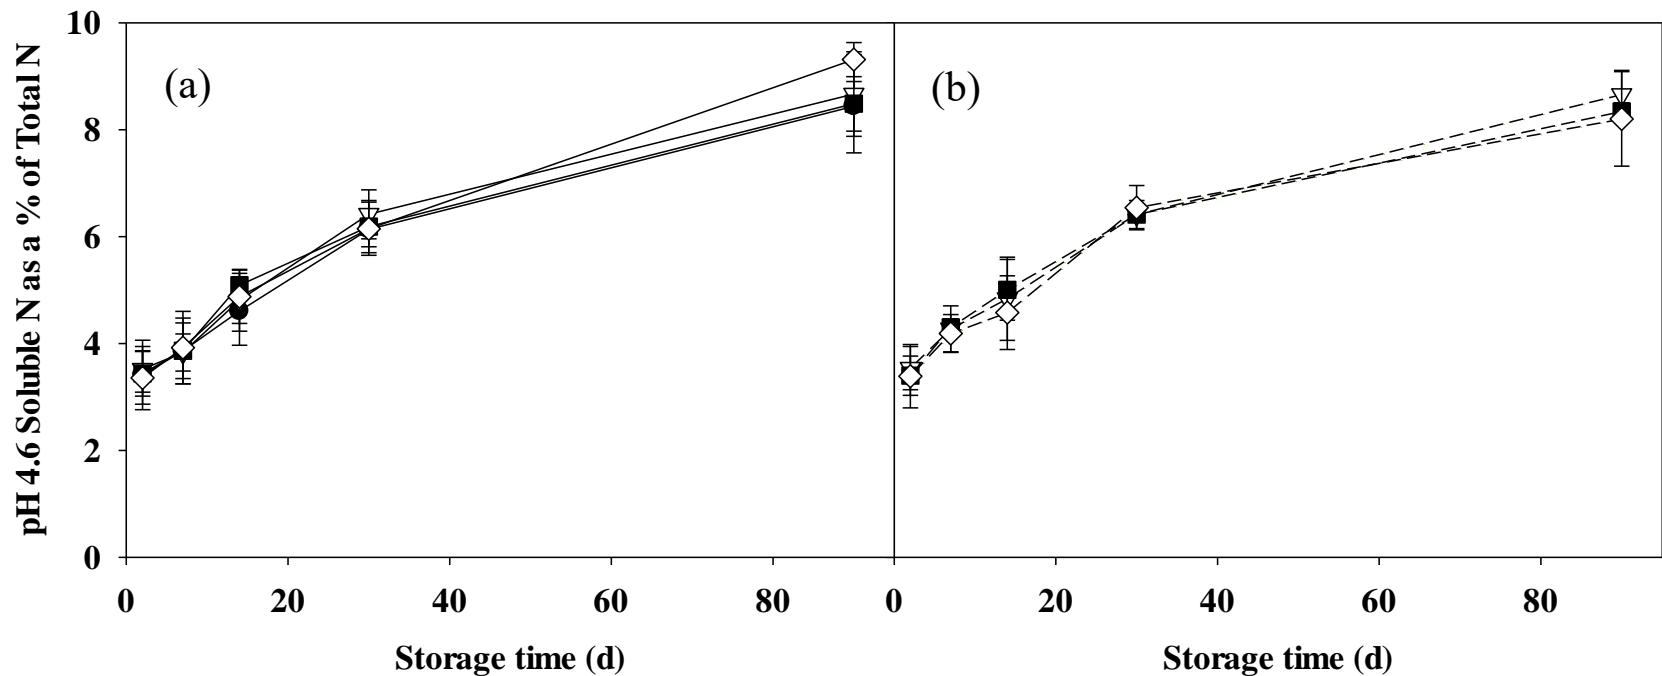 pH 4.6 Soluble N as a % of Total N
10
8
6
4
2
0
(a)
(b)
0 20 40 60 80 0 20 40 60 80
Storage time (d) Storage time (d)